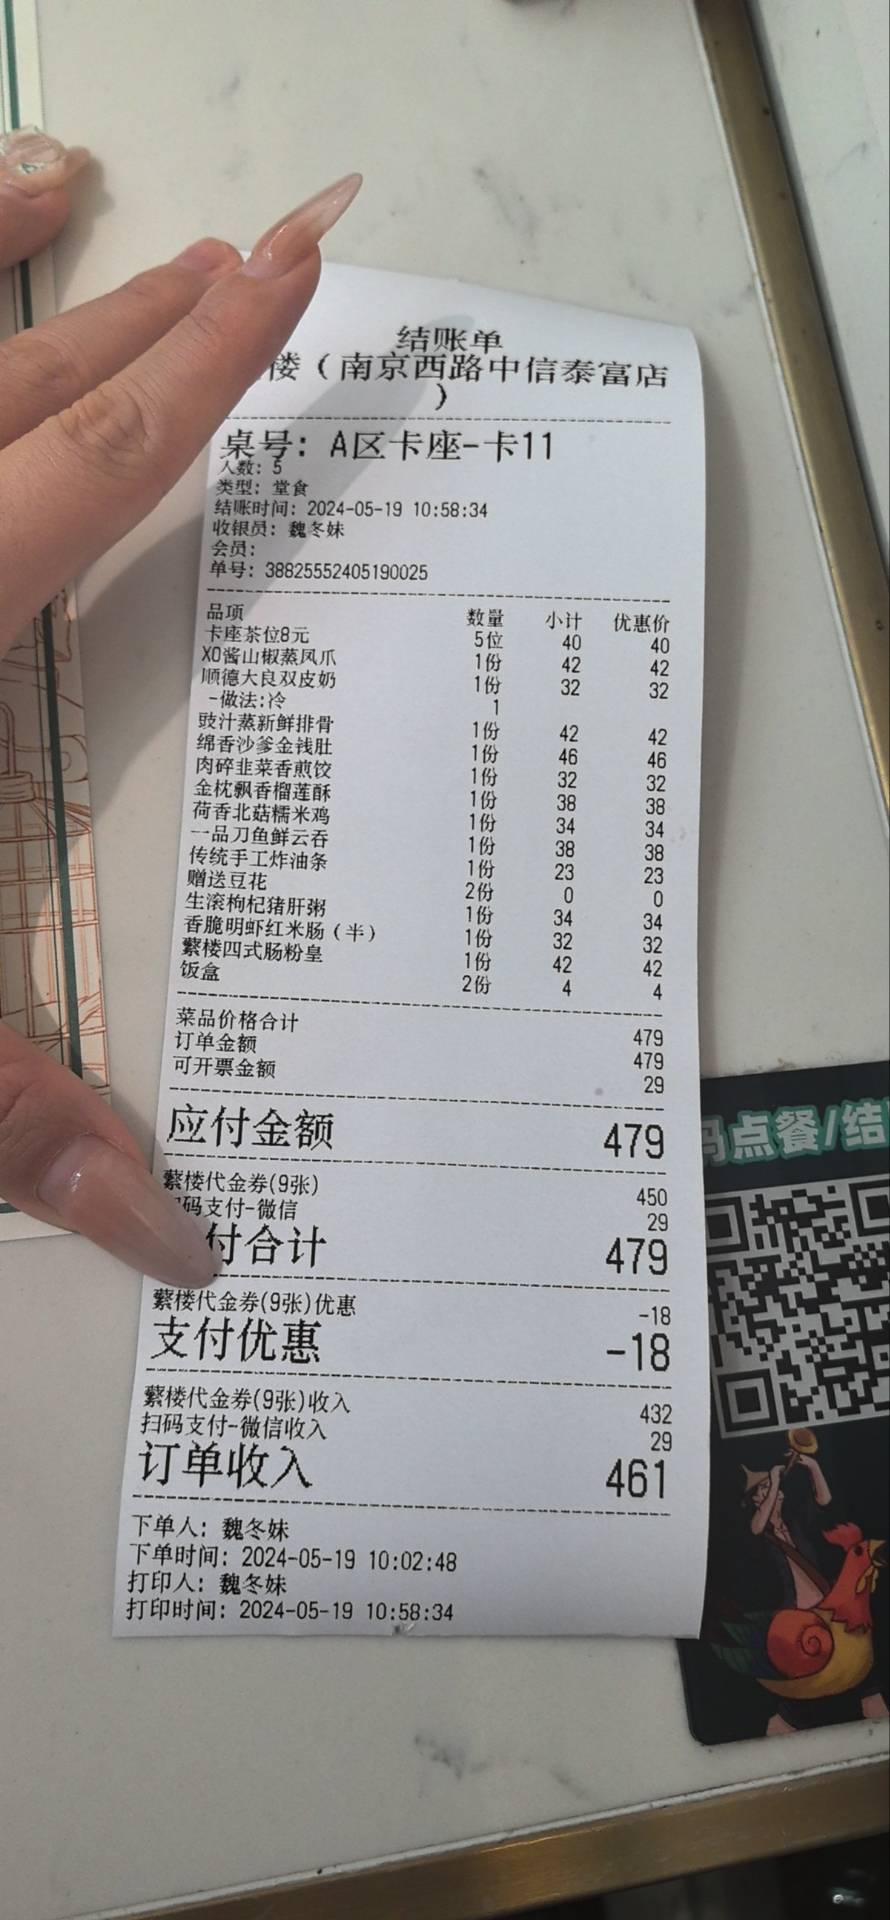 结账单
楼（南京西路中信泰富店
）
桌号: A区卡座-卡11
人数: 5
类型: 堂食
结账时间: 2024-05-19 10:58:34
收银员: 魏冬妹
会员:
单号: 38825552405190025
品项 数量 小计 优惠价
卡座茶位8元 5位 40 40
XO酱山椒蒸凤爪 1份 42 42
顺德大良双皮奶 1份 32 32
-做法:冷 1
豉汁蒸新鲜排骨 1份 42 42
绵香沙爹金钱肚 1份 46 46
肉碎韭菜香煎饺 1份 32 32
金枕飘香榴莲酥 1份 38 38
荷香北菇糯米鸡 1份 34 34
一品刀鱼鲜云吞 1份 38 38
传统手工炸油条 1份 23 23
赠送豆花 2份 0 0
生滚枸杞猪肝粥 1份 34 34
香脆明虾红米肠（半） 1份 32 32
蘩楼四式肠粉皇 1份 42 42
饭盒 2份 4 4
菜品价格合计 479
订单金额 479
可开票金额 29
应付金额 479
蘩楼代金券(9张) 450
码支付-微信 29
付合计 479
蘩楼代金券(9张)优惠 -18
支付优惠 -18
蘩楼代金券(9张)收入 432
扫码支付-微信收入 29
订单收入 461
下单人: 魏冬妹
下单时间: 2024-05-19 10:02:48
打印人: 魏冬妹
打印时间: 2024-05-19 10:58:34
码点餐/结